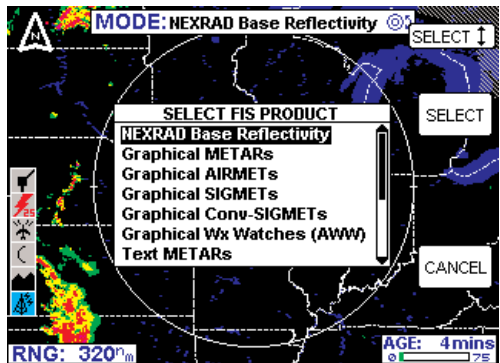 MODE: NEXRAD Base Reflectivity
SELECT ↕
SELECT FIS PRODUCT
NEXRAD Base Reflectivity
Graphical METARs
Graphical AIRMETs
Graphical SIGMETs
Graphical Conv-SIGMETs
Graphical Wx Watches (AWW)
Text METARs
SELECT
CANCEL
N
25
RNG: 320nm
AGE: 4mins
0 75